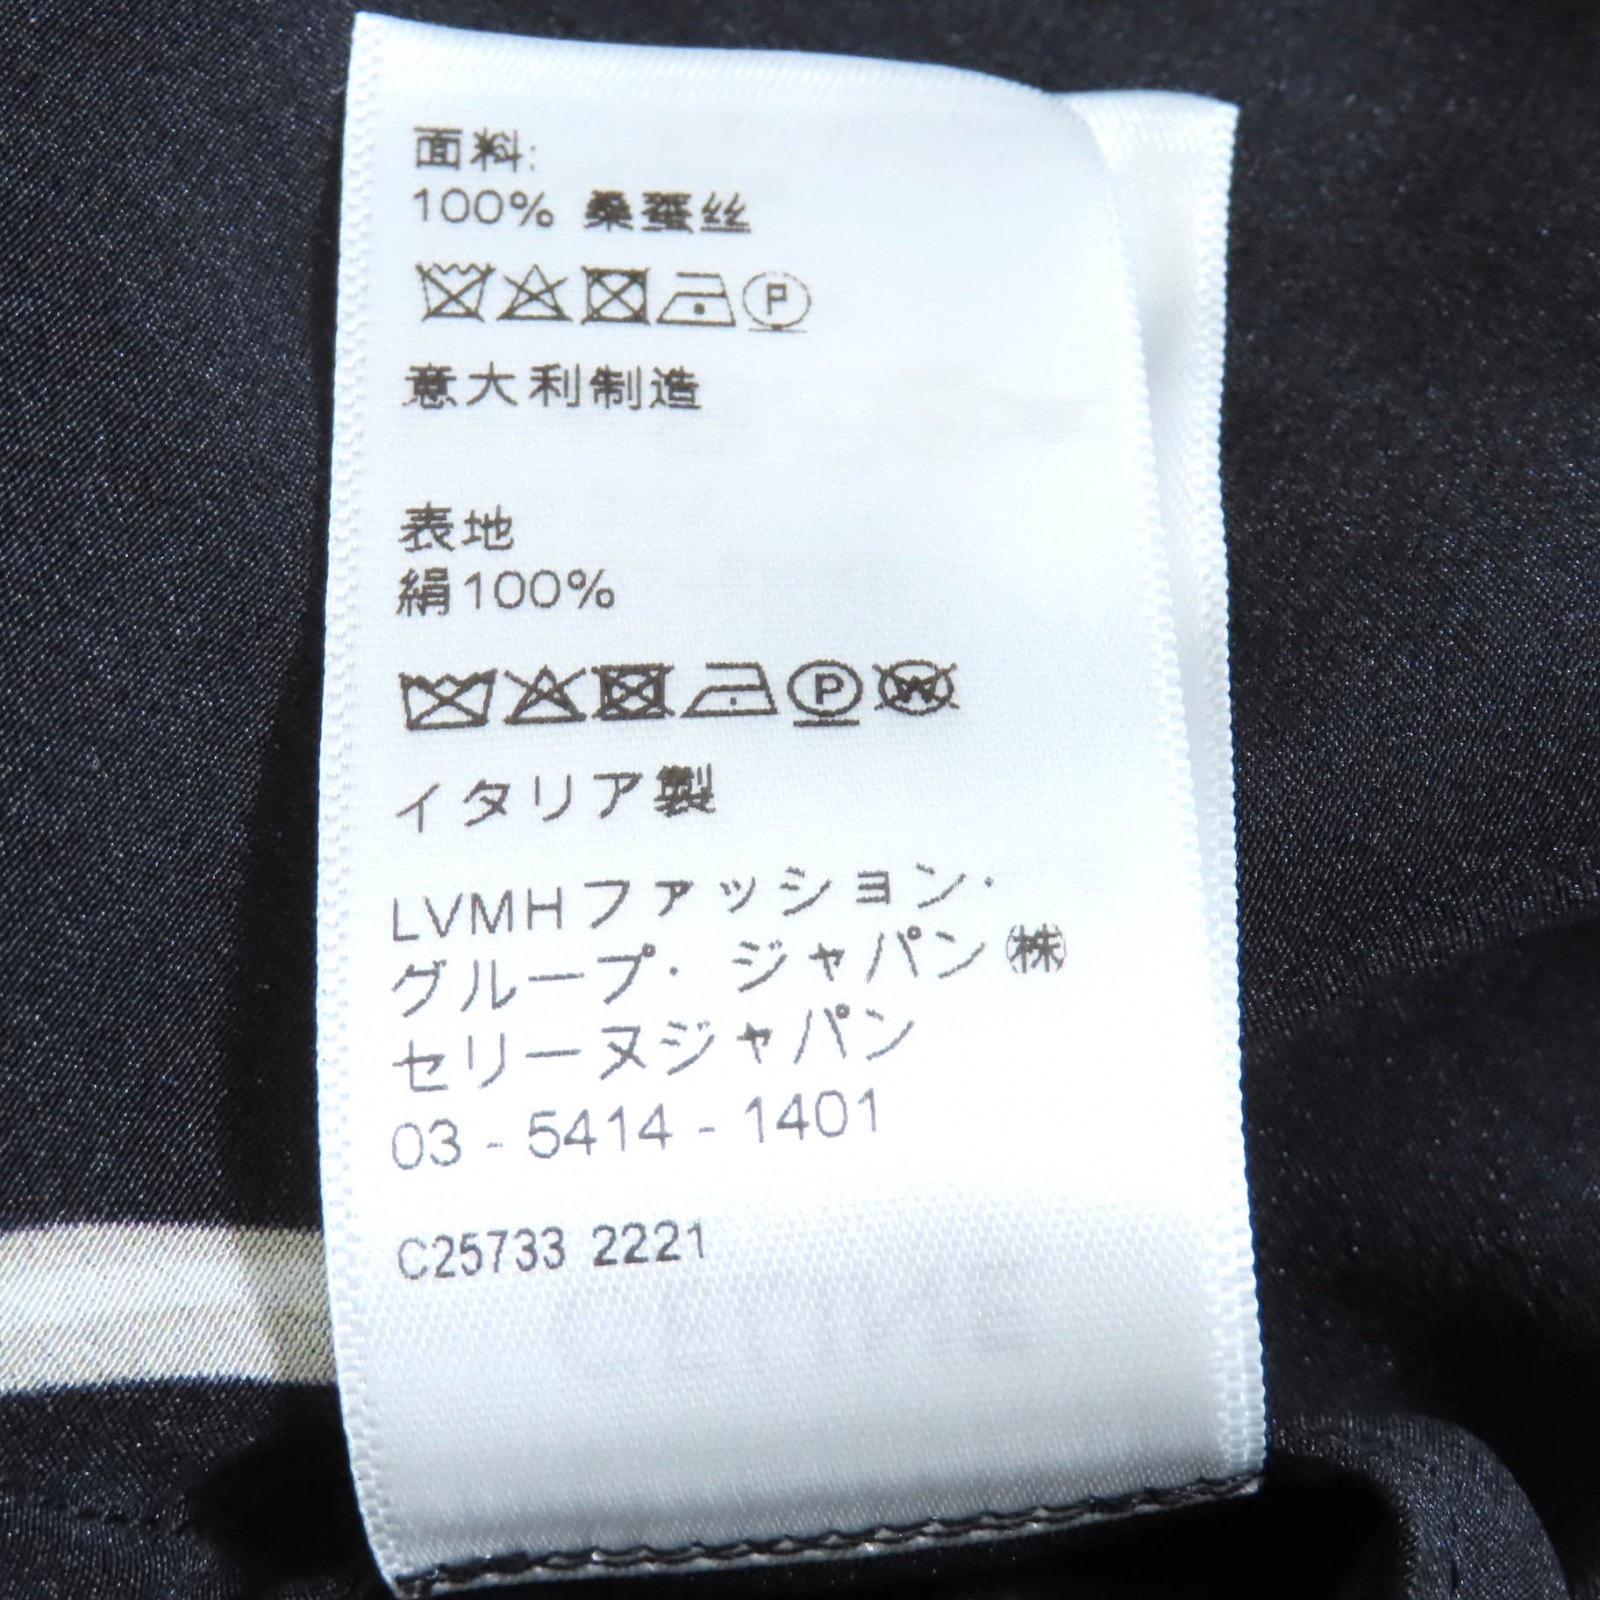 面料:
100% 桑蚕丝
P
意大利制造
表地
絹100%
P W
イタリア製
LVMHファッション・
グループ・ジャパン㈱
セリーヌジャパン
03 - 5414 - 1401
C25733 2221